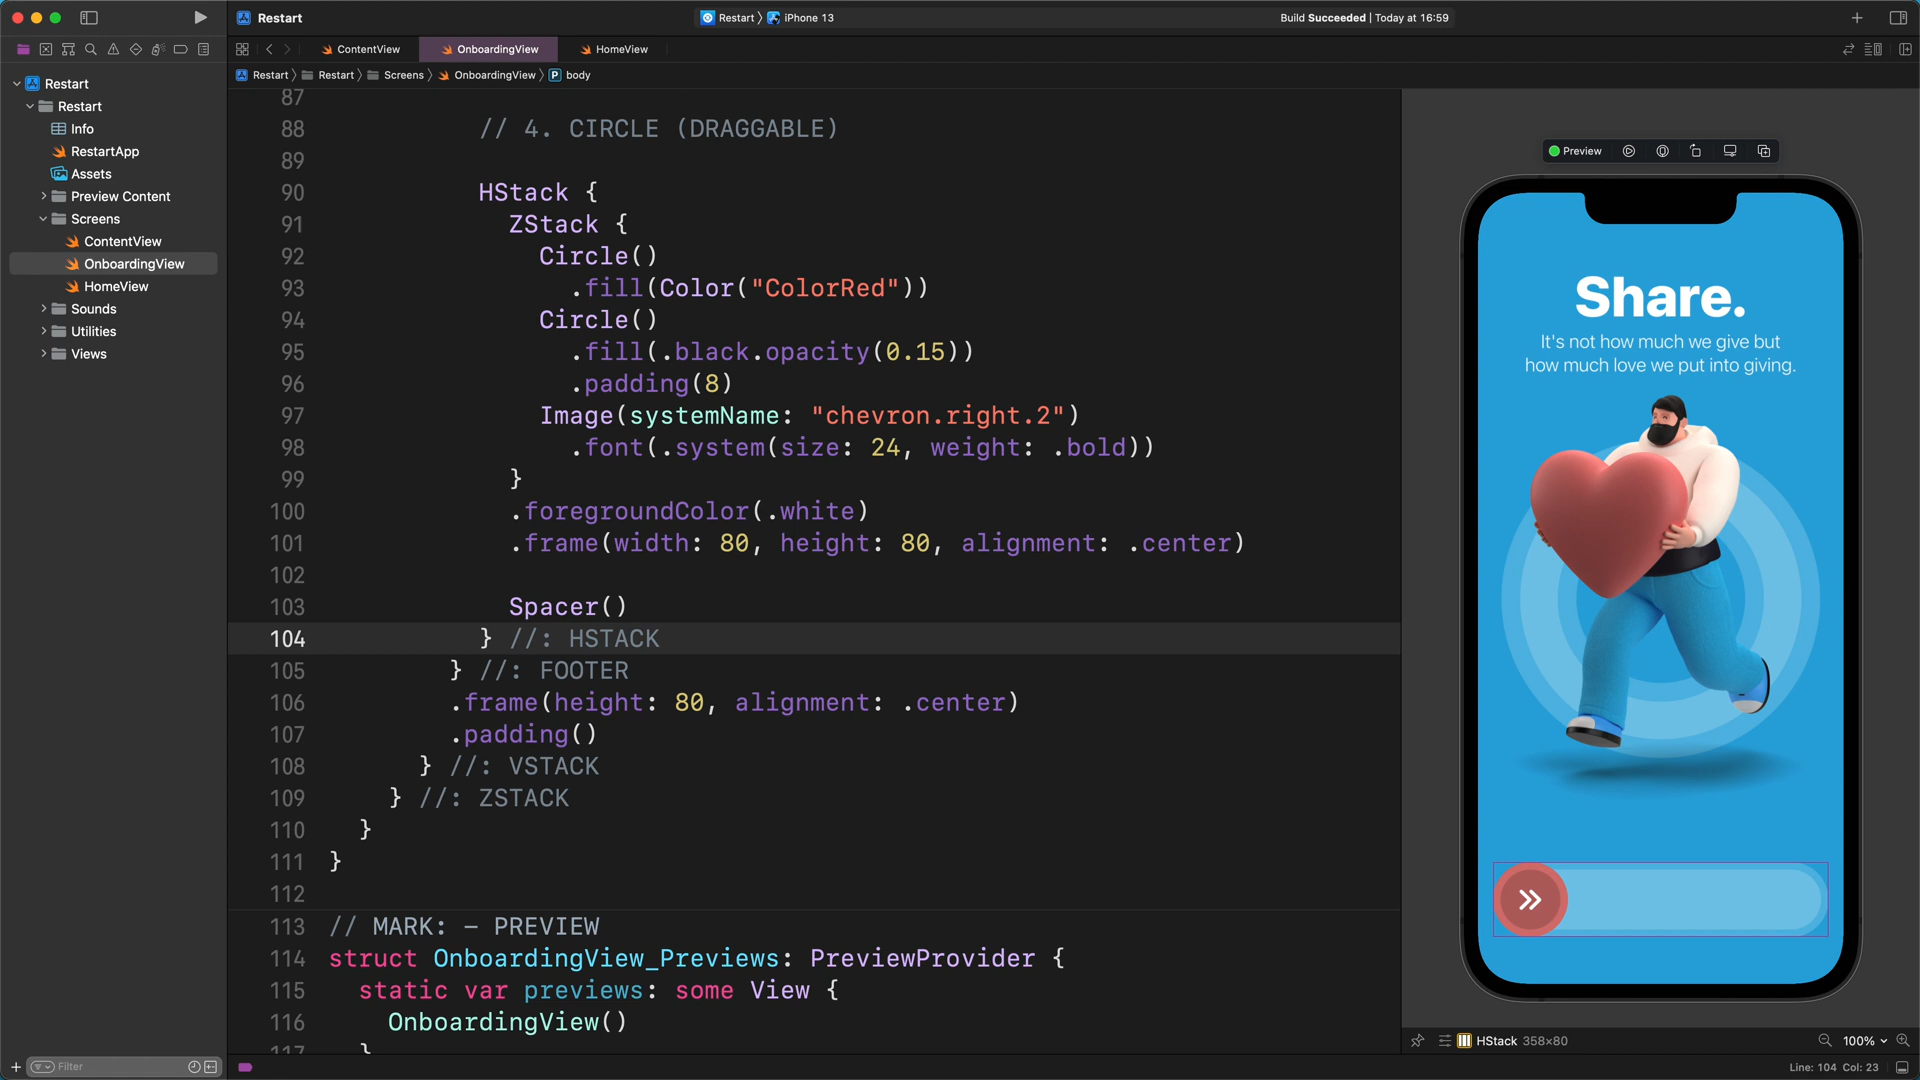 Restart
Restart
iPhone 13
Build Succeeded | Today at 16:59
ContentView
OnboardingView
HomeView
Restart
Restart
Screens
OnboardingView
P
body
Restart
Restart
Info
RestartApp
Assets
Preview Content
Screens
ContentView
OnboardingView
HomeView
Sounds
Utilities
Views
Filter
87
88 // 4. CIRCLE (DRAGGABLE)
89
90 HStack {
91 ZStack {
92 Circle()
93 .fill(Color("ColorRed"))
94 Circle()
95 .fill(.black.opacity(0.15))
96 .padding(8)
97 Image(systemName: "chevron.right.2")
98 .font(.system(size: 24, weight: .bold))
99 }
100 .foregroundColor(.white)
101 .frame(width: 80, height: 80, alignment: .center)
102
103 Spacer()
104 } //: HSTACK
105 } //: FOOTER
106 .frame(height: 80, alignment: .center)
107 .padding()
108 } //: VSTACK
109 } //: ZSTACK
110 }
111 }
112
113 // MARK: - PREVIEW
114 struct OnboardingView_Previews: PreviewProvider {
115 static var previews: some View {
116 OnboardingView()
117 }
Preview
Share.
It's not how much we give but
how much love we put into giving.
HStack 358×80
100%
Line: 104 Col: 23